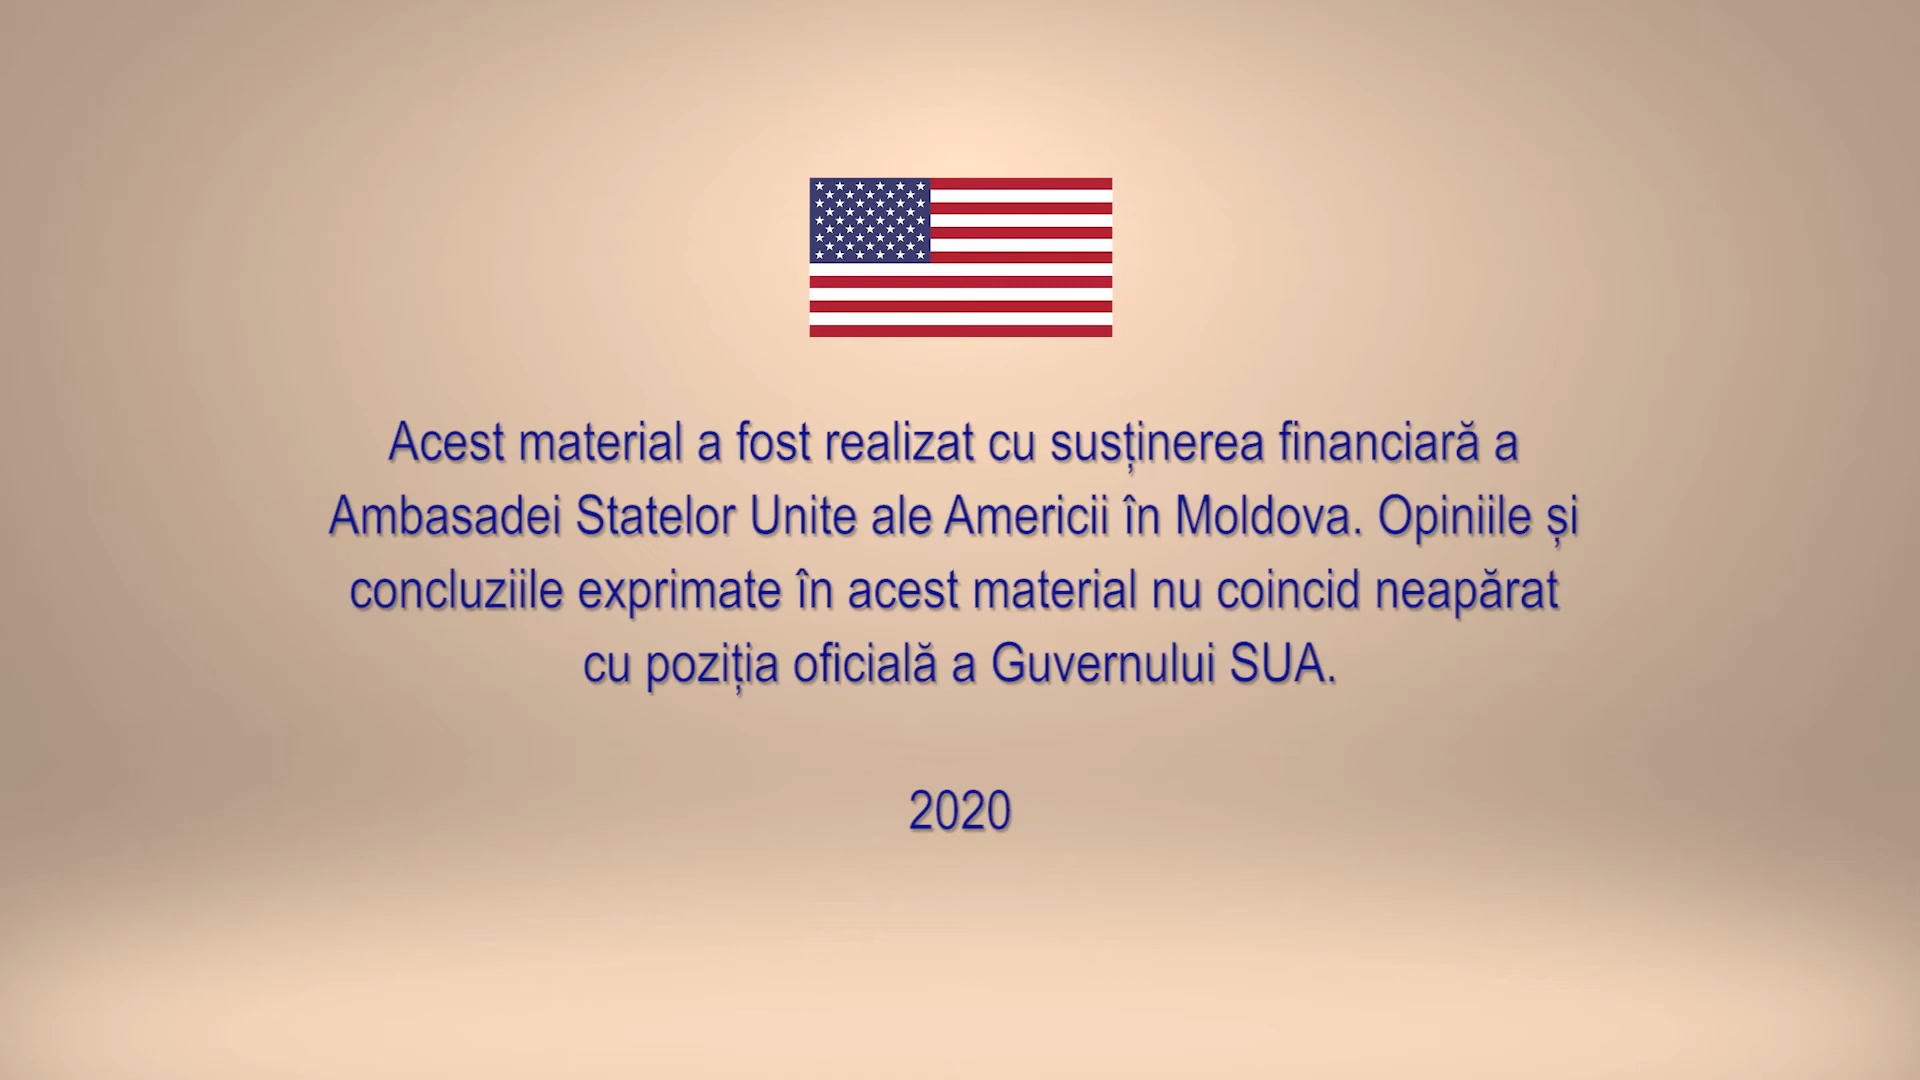 Acest material a fost realizat cu susținerea financiară a
Ambasadei Statelor Unite ale Americii în Moldova. Opiniile și
concluziile exprimate în acest material nu coincid neapărat
cu poziția oficială a Guvernului SUA.
2020